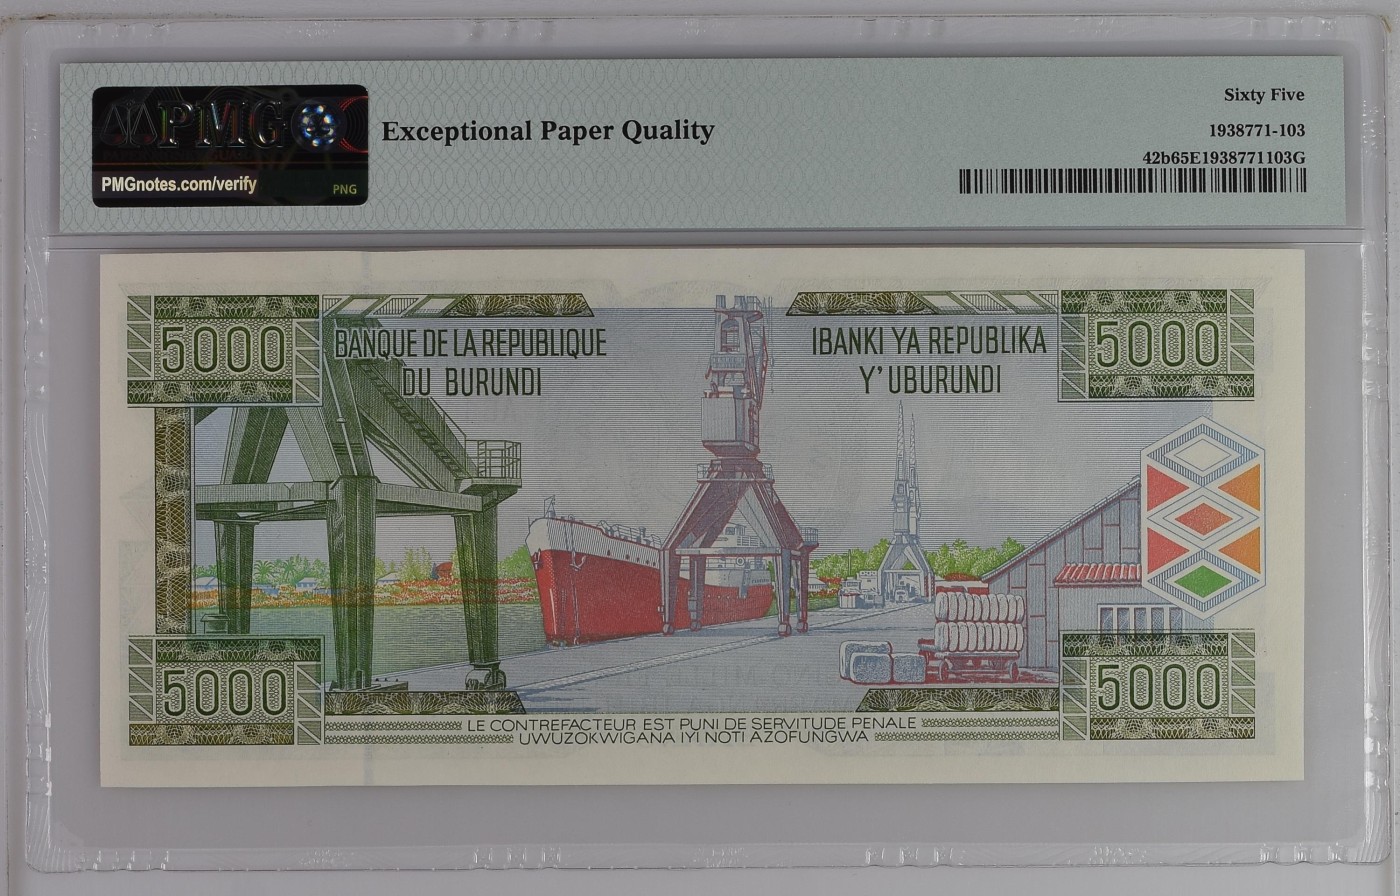 PMG
PMGnotes.com/verify
PNG
Exceptional Paper Quality
Sixty Five
1938771-103
42b65E1938771103G
5000
BANQUE DE LA REPUBLIQUE
DU BURUNDI
IBANKI YA REPUBLIKA
Y'UBURUNDI
5000
5000
5000
LE CONTREFACTEUR EST PUNI DE SERVITUDE PENALE
UWUZOKWIGANA IYI NOTI AZOFUNGWA